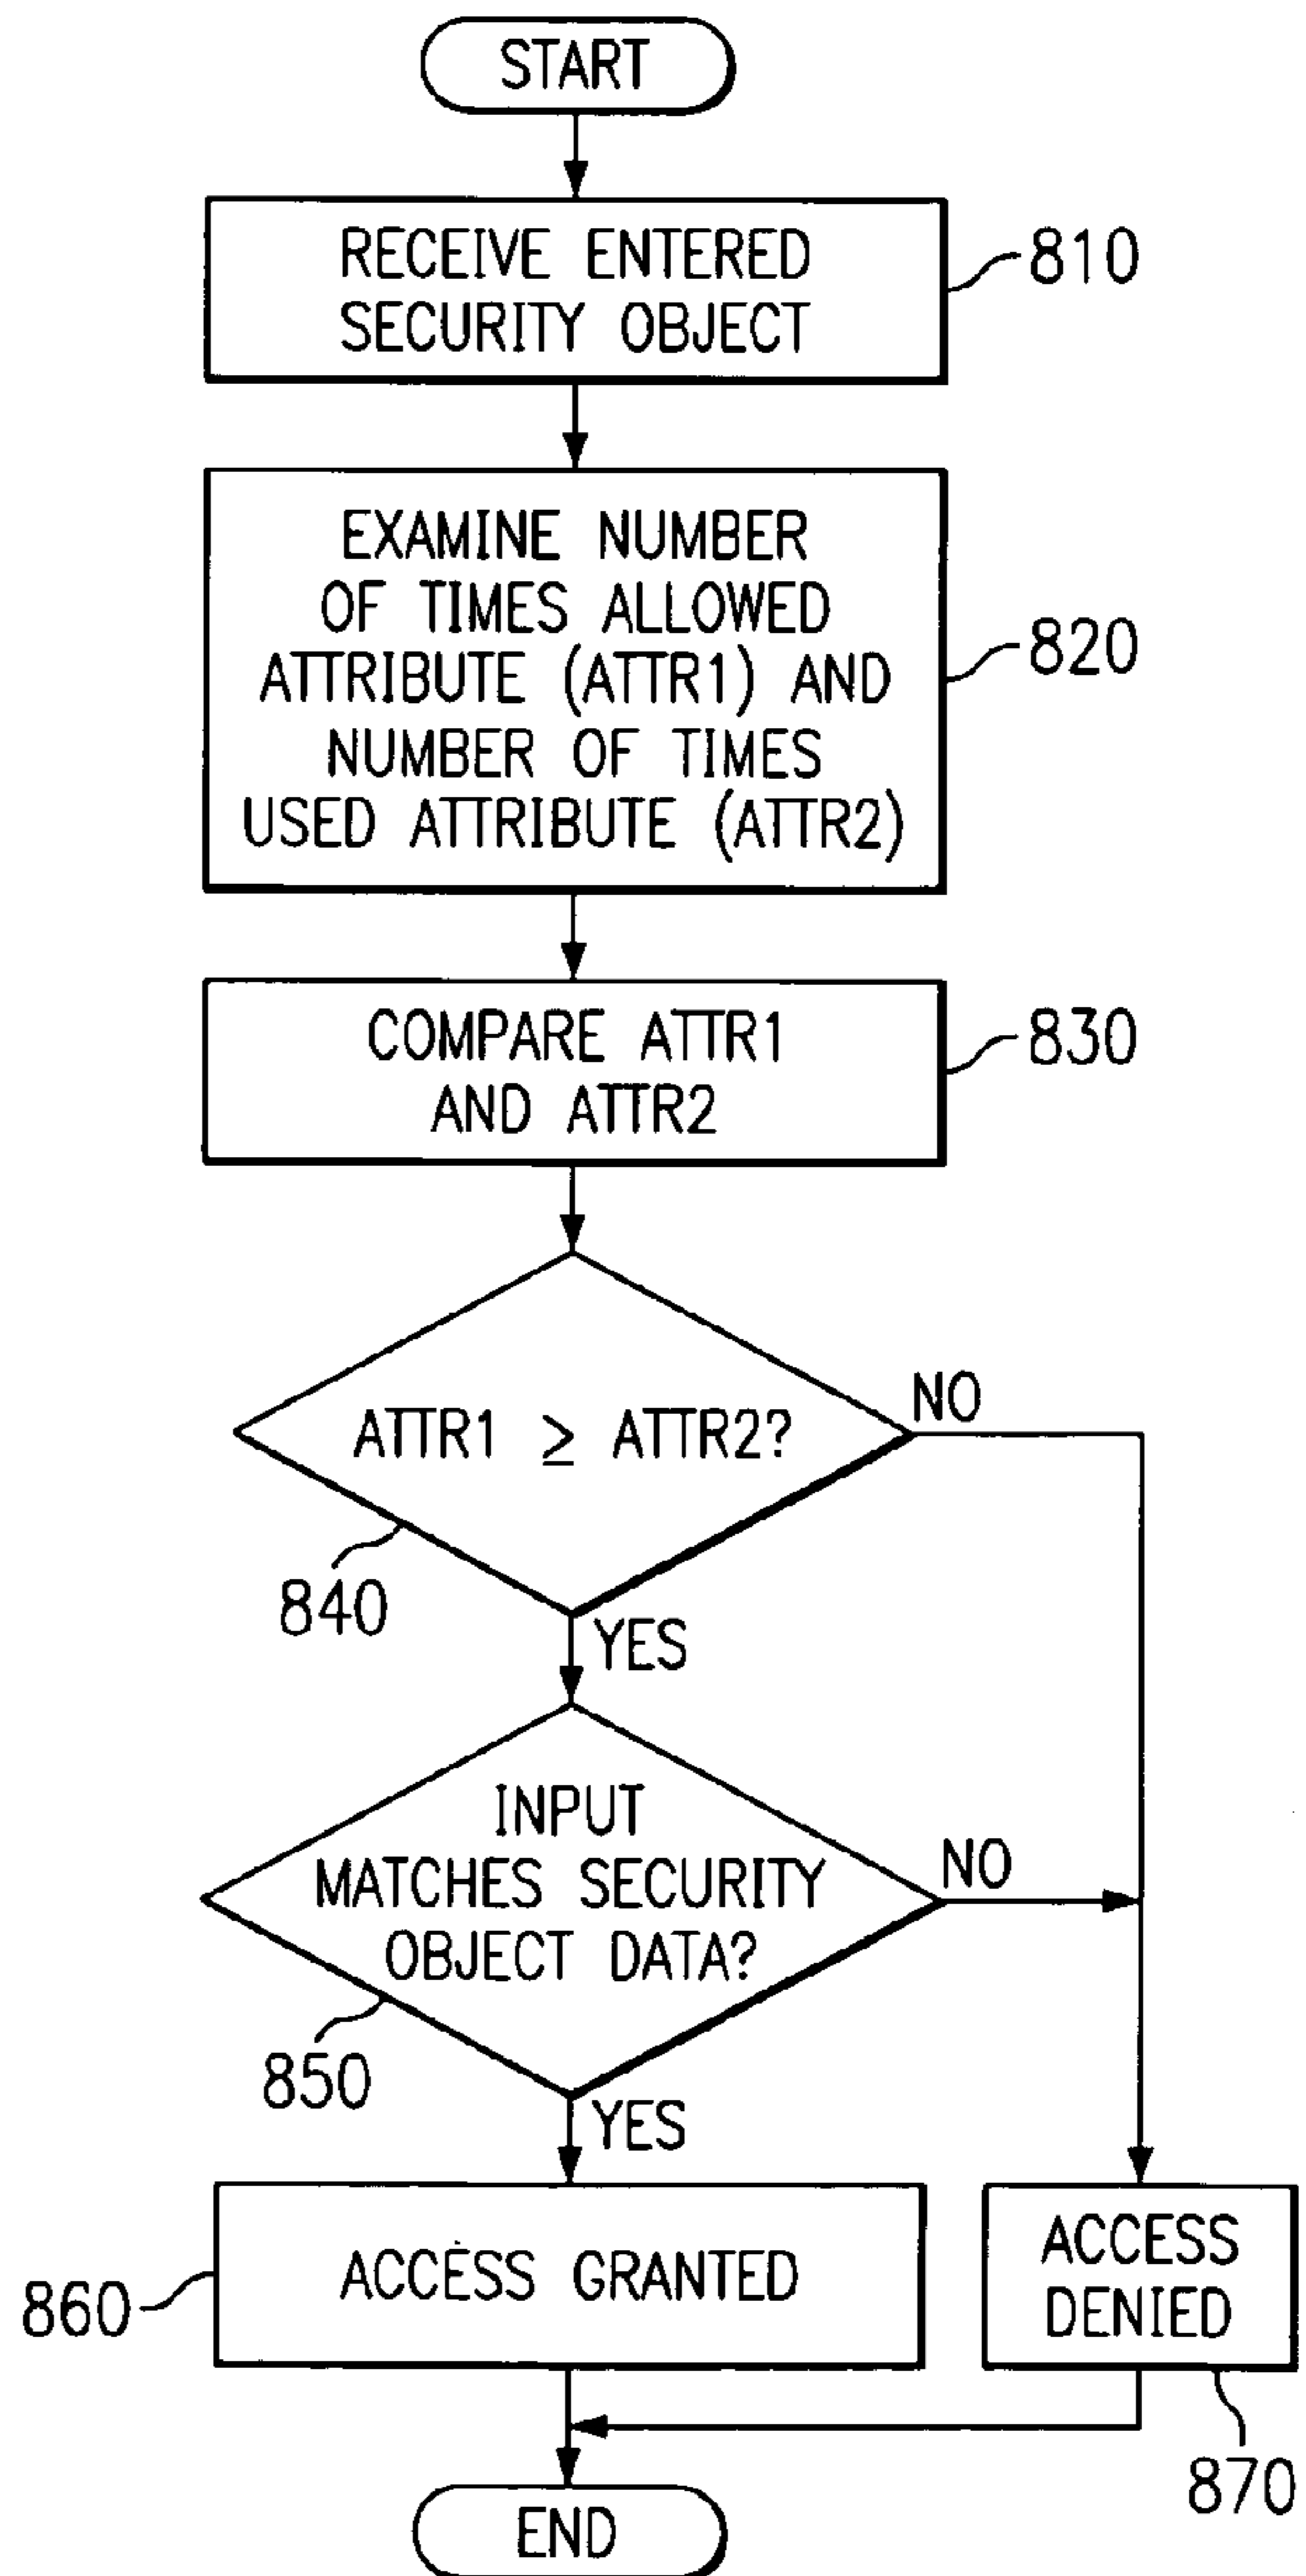 START
RECEIVE ENTERED
SECURITY OBJECT
810
EXAMINE NUMBER
OF TIMES ALLOWED
ATTRIBUTE (ATTR1) AND
NUMBER OF TIMES
USED ATTRIBUTE (ATTR2)
820
COMPARE ATTR1
AND ATTR2
830
ATTR1 ≥ ATTR2?
NO
840
YES
INPUT
MATCHES SECURITY
OBJECT DATA?
NO
850
YES
ACCESS GRANTED
860
ACCESS
DENIED
870
END